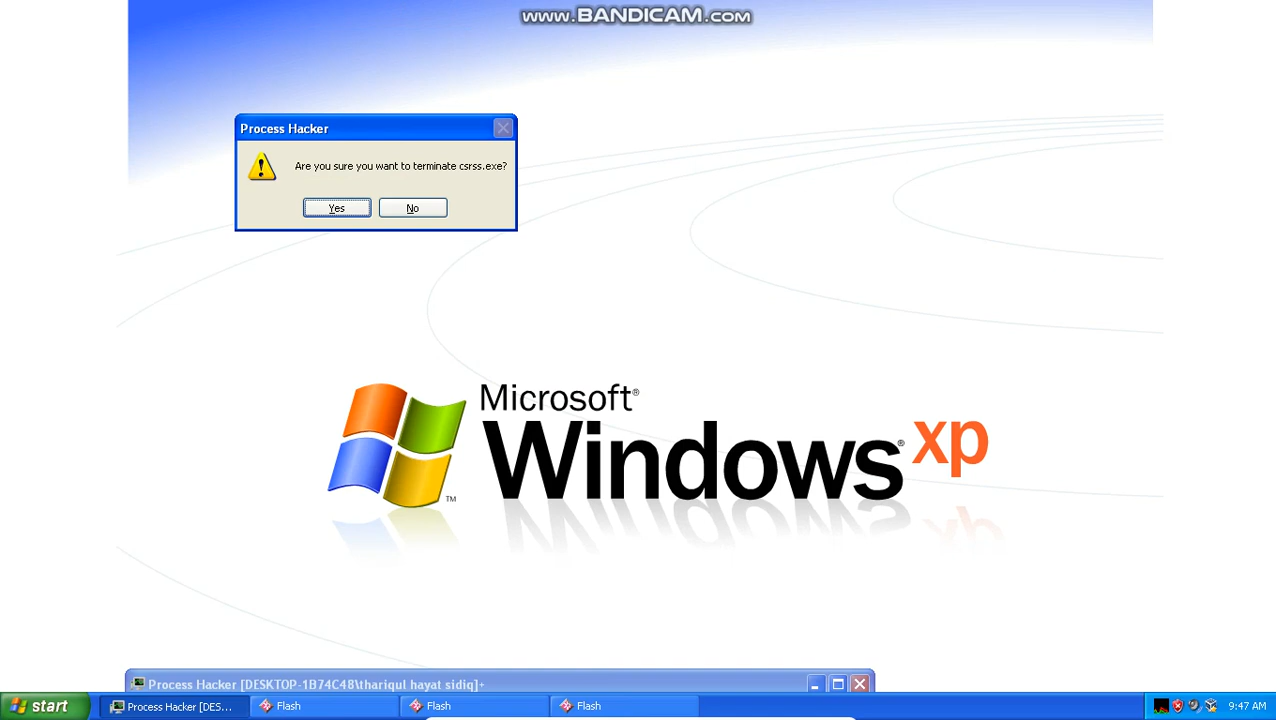 www.BANDICAM.com
Process Hacker
Are you sure you want to terminate csrss.exe?
Yes
No
Microsoft®
Windows® xp
TM
Process Hacker [DESKTOP-1B74C48\thariqul hayat sidiq]+
start
Process Hacker [DES...
Flash
Flash
Flash
9:47 AM